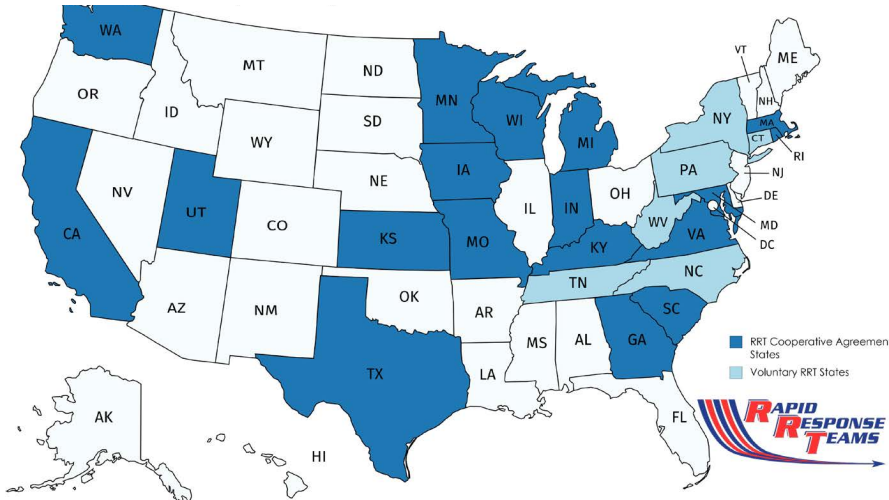 WA
MT
ND
MN
VT
ME
OR
ID
SD
WI
MI
NY
NH
MA
CT
RI
WY
NE
IA
PA
NJ
NV
UT
CO
IL
IN
OH
WV
DE
MD
DC
CA
KS
MO
KY
VA
AZ
NM
OK
AR
TN
NC
MS
AL
GA
SC
TX
LA
FL
AK
HI
RRT Cooperative Agreemen
States
Voluntary RRT States
RAPID
RESPONSE
TEAMS